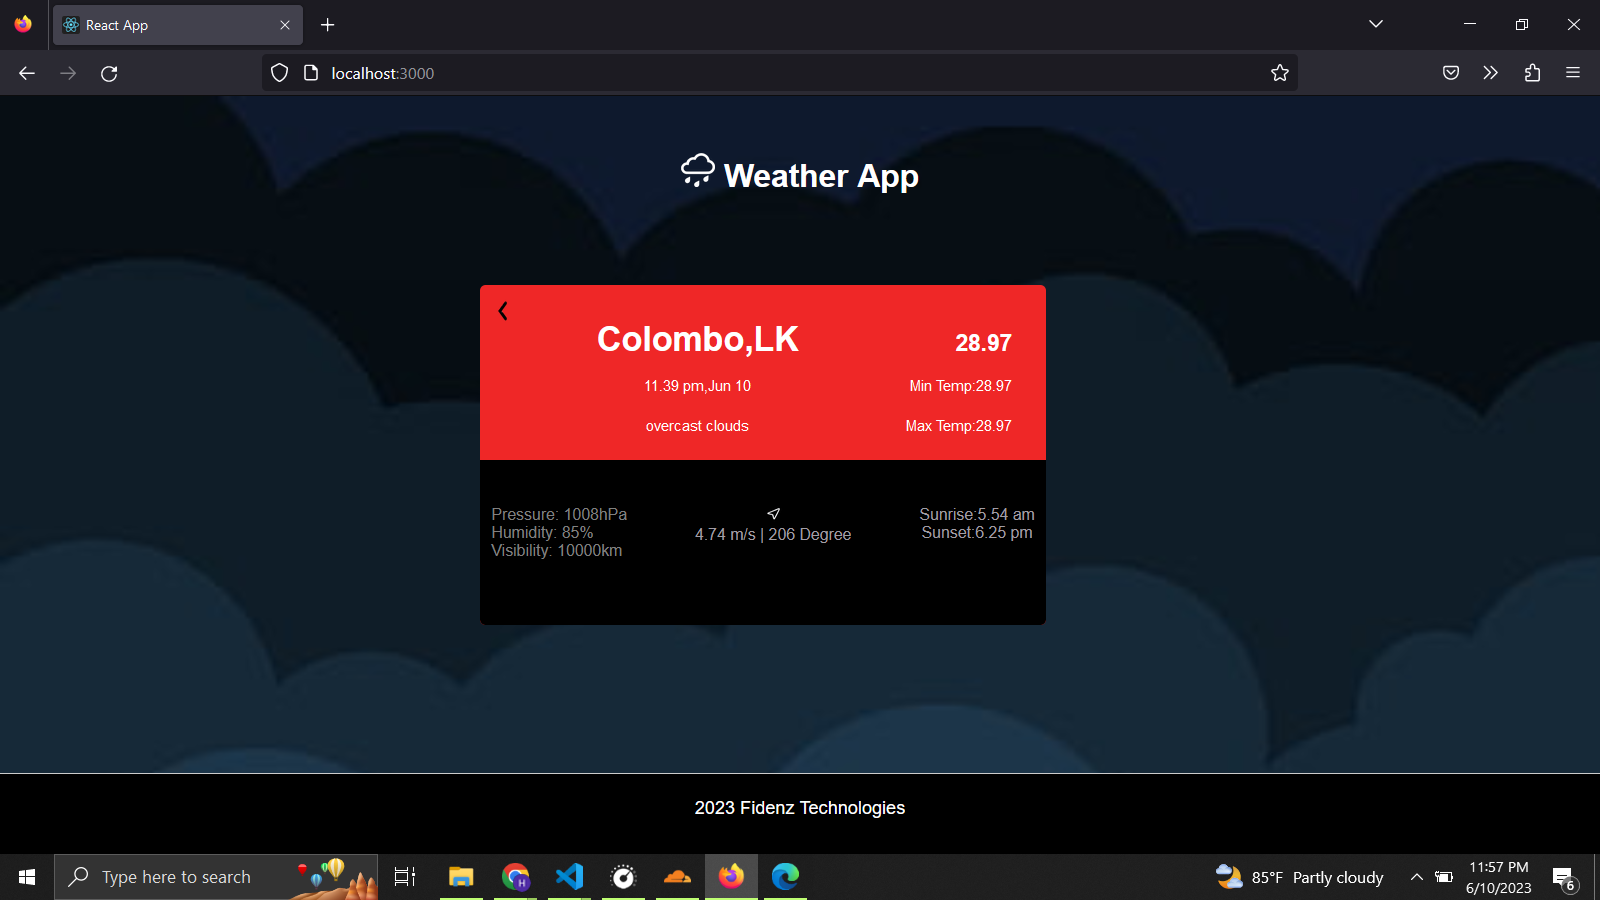 React App
localhost:3000
Weather App
Colombo,LK
28.97
11.39 pm,Jun 10
Min Temp:28.97
overcast clouds
Max Temp:28.97
Pressure: 1008hPa
Humidity: 85%
Visibility: 10000km
4.74 m/s | 206 Degree
Sunrise:5.54 am
Sunset:6.25 pm
2023 Fidenz Technologies
Type here to search
H
85°F Partly cloudy
11:57 PM
6/10/2023
6